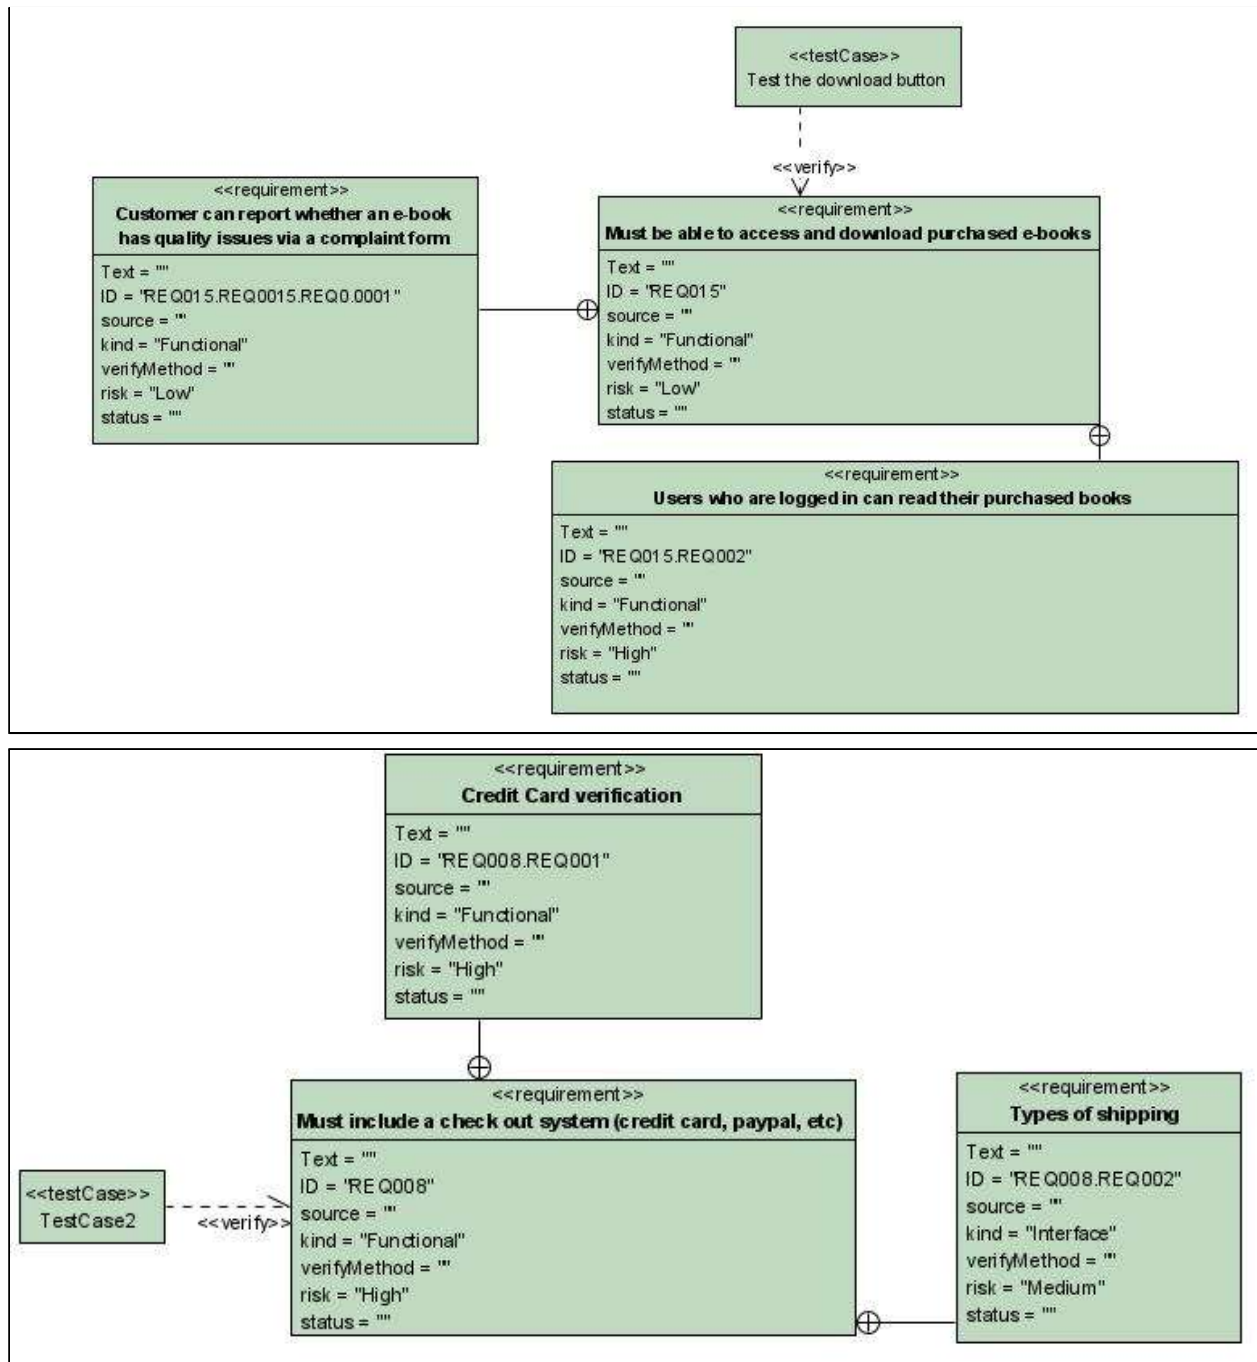 <<testCase>>
Test the download button
<<verify>>
<<requirement>>
Customer can report whether an e-book
has quality issues via a complaint form
Text = ""
ID = "REQ015.REQ0015.REQ0.0001"
source = ""
kind = "Functional"
verifyMethod = ""
risk = "Low"
status = ""
<<requirement>>
Must be able to access and download purchased e-books
Text = ""
ID = "REQ015"
source = ""
kind = "Functional"
verifyMethod = ""
risk = "Low"
status = ""
<<requirement>>
Users who are logged in can read their purchased books
Text = ""
ID = "REQ015.REQ002"
source = ""
kind = "Functional"
verifyMethod = ""
risk = "High"
status = ""
<<requirement>>
Credit Card verification
Text = ""
ID = "REQ008.REQ001"
source = ""
kind = "Functional"
verifyMethod = ""
risk = "High"
status = ""
<<testCase>>
TestCase2
<<verify>>
<<requirement>>
Must include a check out system (credit card, paypal, etc)
Text = ""
ID = "REQ008"
source = ""
kind = "Functional"
verifyMethod = ""
risk = "High"
status = ""
<<requirement>>
Types of shipping
Text = ""
ID = "REQ008.REQ002"
source = ""
kind = "Interface"
verifyMethod = ""
risk = "Medium"
status = ""